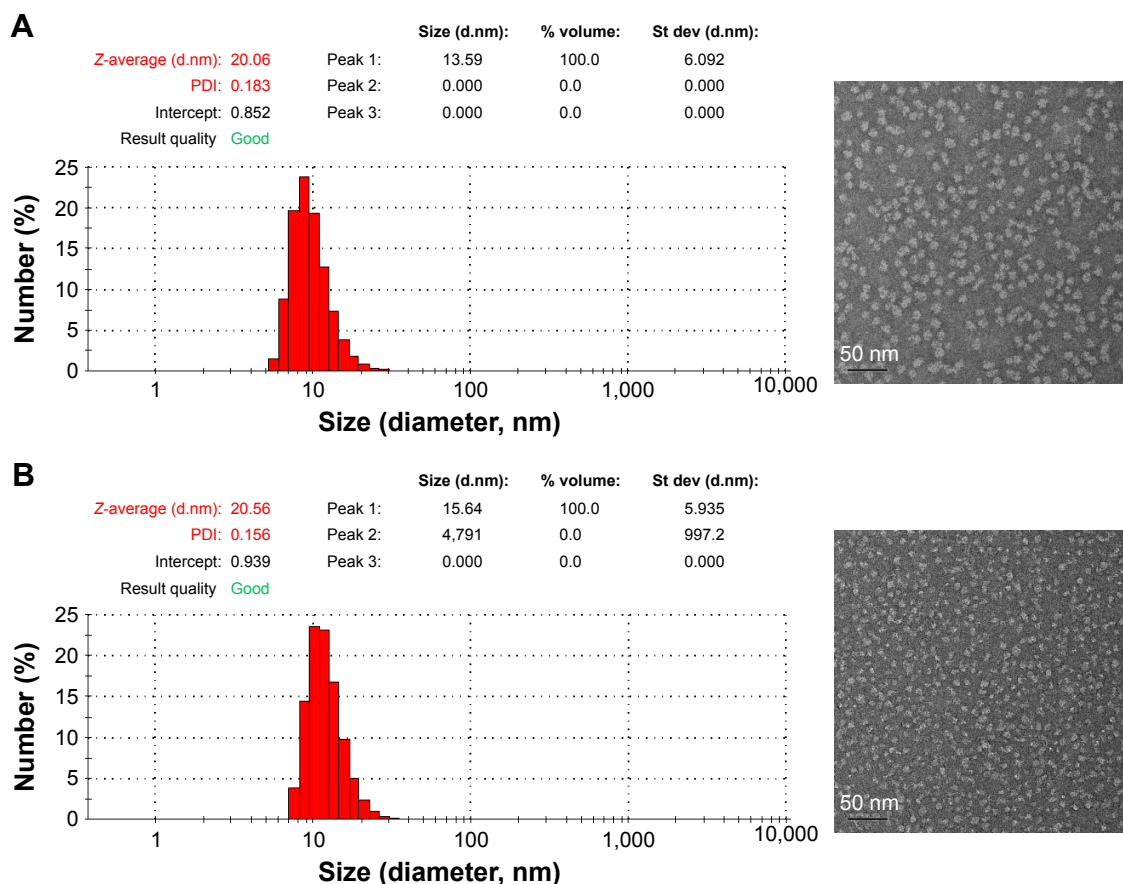 A
Size (d.nm): % volume: St dev (d.nm):
Z-average (d.nm): 20.06 Peak 1: 13.59 100.0 6.092
PDI: 0.183 Peak 2: 0.000 0.0 0.000
Intercept: 0.852 Peak 3: 0.000 0.0 0.000
Result quality Good
25
20
15
10
5
0
Number (%)
1 10 100 1,000 10,000
Size (diameter, nm)
50 nm
B
Size (d.nm): % volume: St dev (d.nm):
Z-average (d.nm): 20.56 Peak 1: 15.64 100.0 5.935
PDI: 0.156 Peak 2: 4,791 0.0 997.2
Intercept: 0.939 Peak 3: 0.000 0.0 0.000
Result quality Good
25
20
15
10
5
0
Number (%)
1 10 100 1,000 10,000
Size (diameter, nm)
50 nm